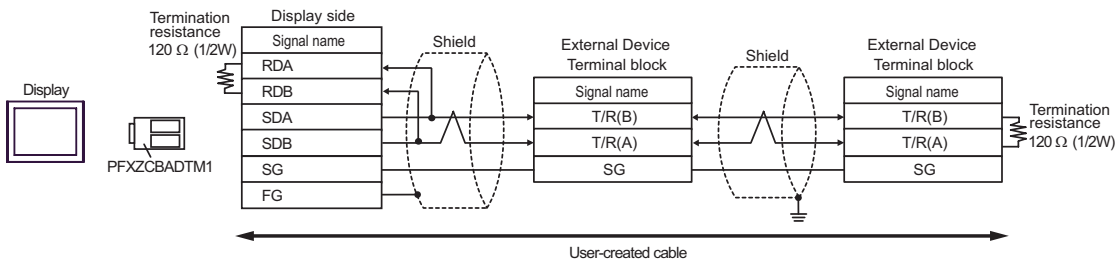 Display
PFXZCBADTM1
Termination
resistance
120 Ω (1/2W)
Display side
Signal name
RDA
RDB
SDA
SDB
SG
FG
Shield
External Device
Terminal block
Signal name
T/R(B)
T/R(A)
SG
Shield
External Device
Terminal block
Signal name
T/R(B)
T/R(A)
SG
Termination
resistance
120 Ω (1/2W)
User-created cable